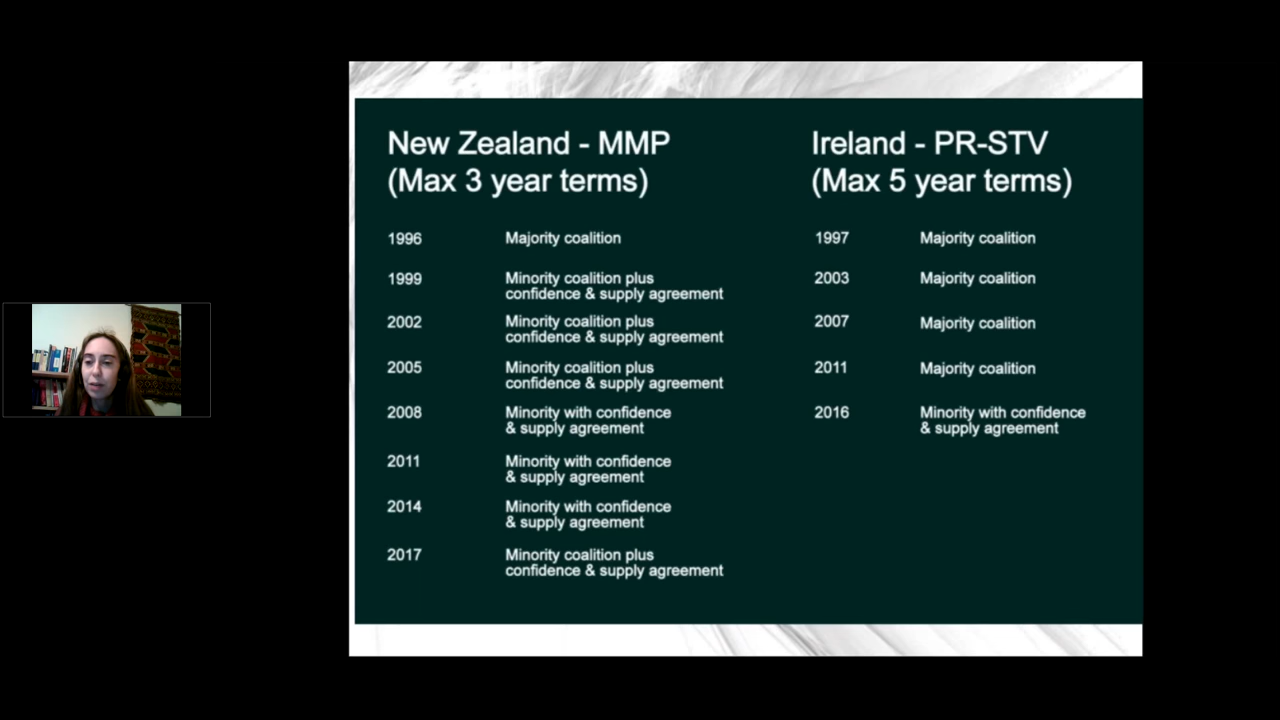 New Zealand - MMP
(Max 3 year terms)
1996 Majority coalition
1999 Minority coalition plus
confidence & supply agreement
2002 Minority coalition plus
confidence & supply agreement
2005 Minority coalition plus
confidence & supply agreement
2008 Minority with confidence
& supply agreement
2011 Minority with confidence
& supply agreement
2014 Minority with confidence
& supply agreement
2017 Minority coalition plus
confidence & supply agreement
Ireland - PR-STV
(Max 5 year terms)
1997 Majority coalition
2003 Majority coalition
2007 Majority coalition
2011 Majority coalition
2016 Minority with confidence
& supply agreement